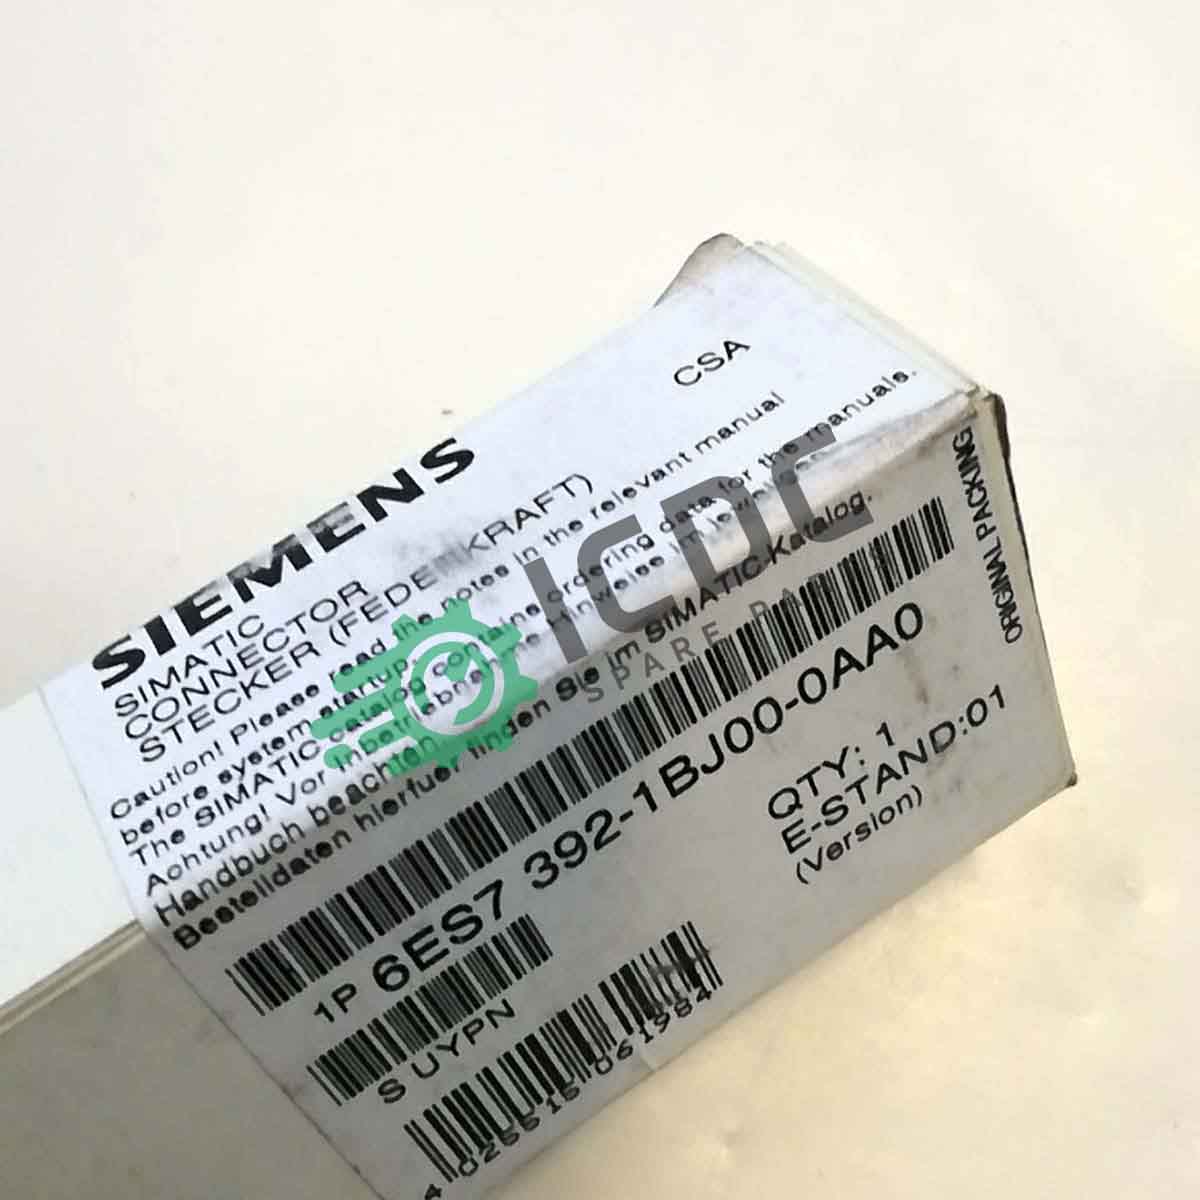 SIEMENS
SIMATIC
CONNECTOR
STECKER (FEDERKRAFT)
CSA
Caution! Please read the notes in the relevant manual
before system startup.
The SIMATIC catalog contains ordering data for the manuals.
Achtung! Vor Inbetriebnahme Hinweise im jeweiligen
Handbuch beachten.
Bestelldaten hierfuer finden Sie im SIMATIC-Katalog.
1P 6ES7 392-1BJ00-0AA0
S UYPN
QTY: 1
E-STAND:01
(Version)
4 025515 061984
ORIGINAL PACKING
ICDC
SPARE PARTS